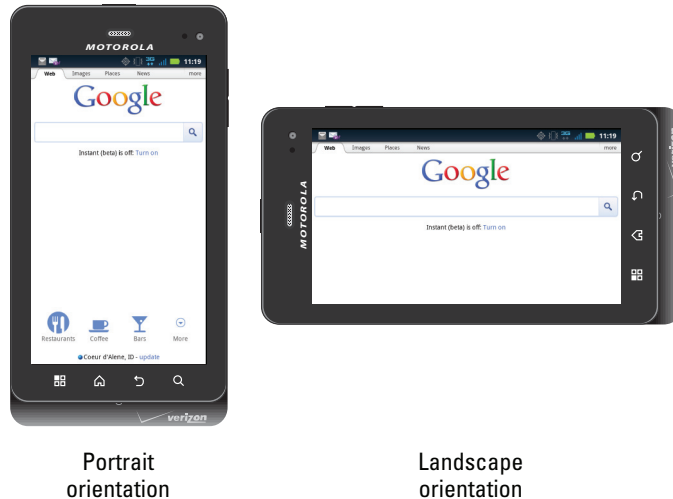 MOTOROLA
11:19
Web Images Places News more
Google
Instant (beta) is off: Turn on
Restaurants Coffee Bars More
Coeur d'Alene, ID - update
verizon
MOTOROLA
3G
11:19
Web Images Places News more
Google
Instant (beta) is off: Turn on
Portrait
orientation
Landscape
orientation